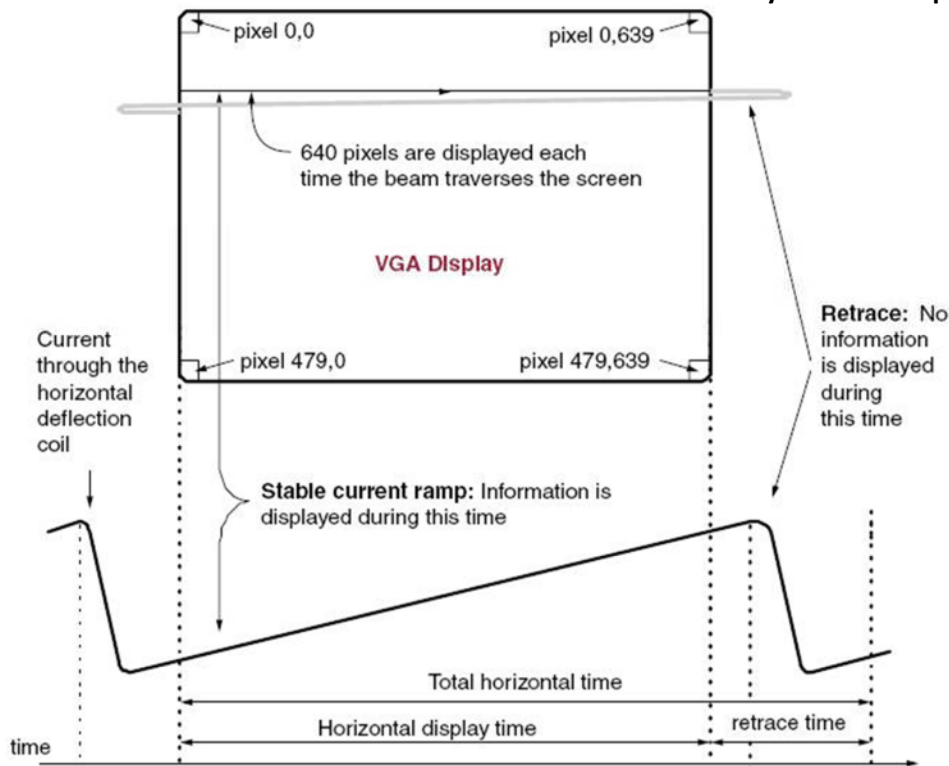 pixel 0,0
pixel 0,639
640 pixels are displayed each
time the beam traverses the screen
VGA DIsplay
pixel 479,0
pixel 479,639
Current
through the
horizontal
deflection
coil
Retrace: No
information
is displayed
during
this time
Stable current ramp: Information is
displayed during this time
Total horizontal time
Horizontal display time
retrace time
time